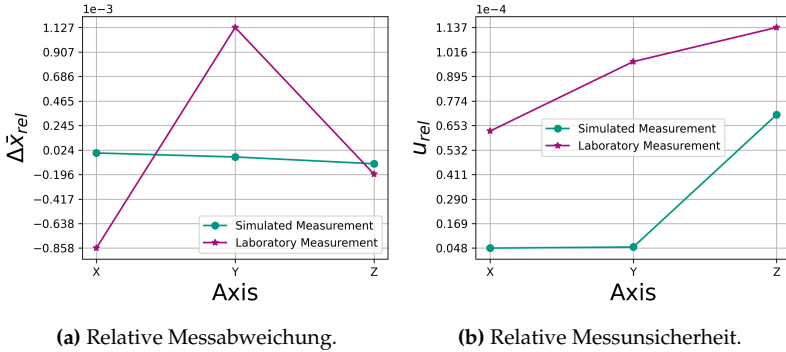 1e−3
1.127
0.907
0.686
0.465
0.245
0.024
−0.196
−0.417
−0.638
−0.858
Δx̄rel
Simulated Measurement
Laboratory Measurement
X
Y
Z
Axis
(a) Relative Messabweichung.
1e−4
1.137
1.016
0.895
0.774
0.653
0.532
0.411
0.290
0.169
0.048
urel
Simulated Measurement
Laboratory Measurement
X
Y
Z
Axis
(b) Relative Messunsicherheit.